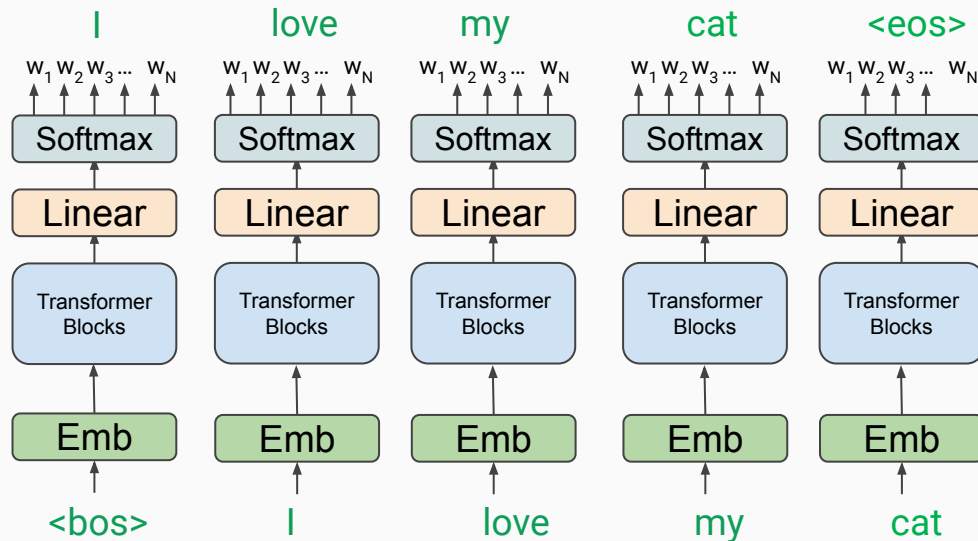 I love my cat <eos>
w1 w2 w3 ... wN w1 w2 w3 ... wN w1 w2 w3 ... wN w1 w2 w3 ... wN w1 w2 w3 ... wN
Softmax Softmax Softmax Softmax Softmax
Linear Linear Linear Linear Linear
Transformer Transformer Transformer Transformer Transformer
Blocks Blocks Blocks Blocks Blocks
Emb Emb Emb Emb Emb
<bos> I love my cat